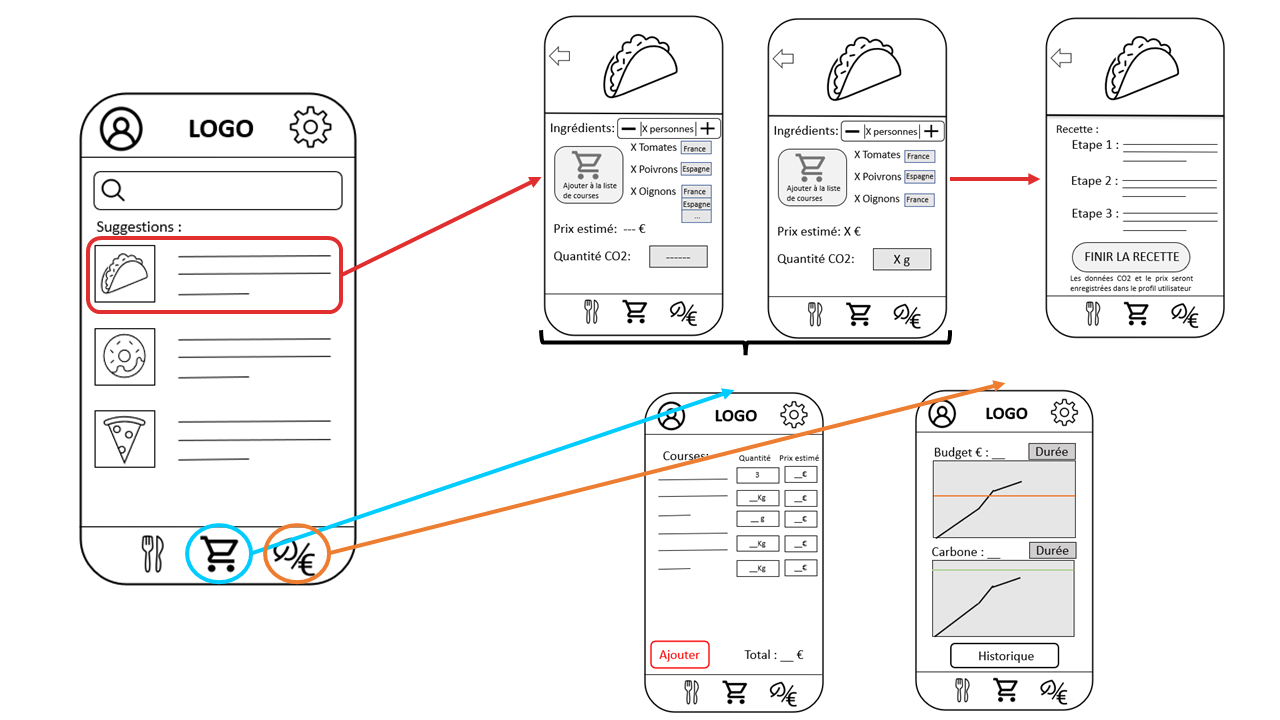 LOGO
Suggestions :
€
Ingrédients:
X personnes
X Tomates
France
X Poivrons
Espagne
X Oignons
France
Espagne
...
Ajouter à la liste
de courses
Prix estimé: --- €
Quantité CO2:
------
€
Ingrédients:
X personnes
X Tomates
France
X Poivrons
Espagne
X Oignons
France
Ajouter à la liste
de courses
Prix estimé: X €
Quantité CO2:
X g
€
Recette :
Etape 1 :
Etape 2 :
Etape 3 :
FINIR LA RECETTE
Les données CO2 et le prix seront
enregistrées dans le profil utilisateur
€
LOGO
Courses:
Quantité
Prix estimé
3
__€
__Kg
__€
__ g
__€
__Kg
__€
__Kg
__€
Ajouter
Total : __ €
€
LOGO
Budget € : __
Durée
Carbone : __
Durée
Historique
€